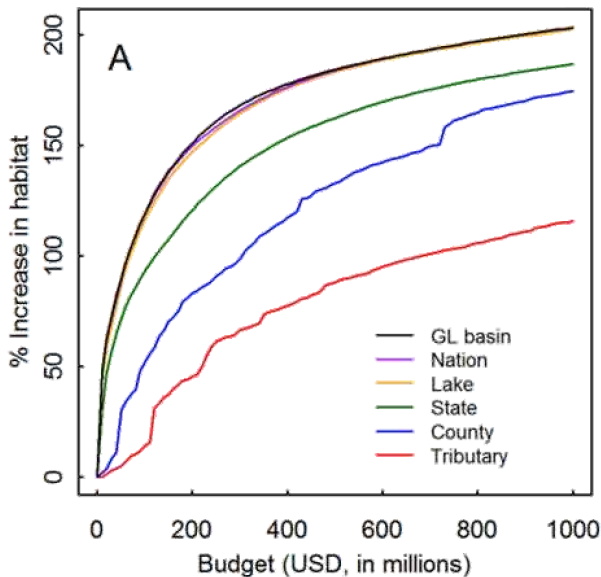 A
% Increase in habitat
200
150
100
50
0
GL basin
Nation
Lake
State
County
Tributary
0 200 400 600 800 1000
Budget (USD, in millions)